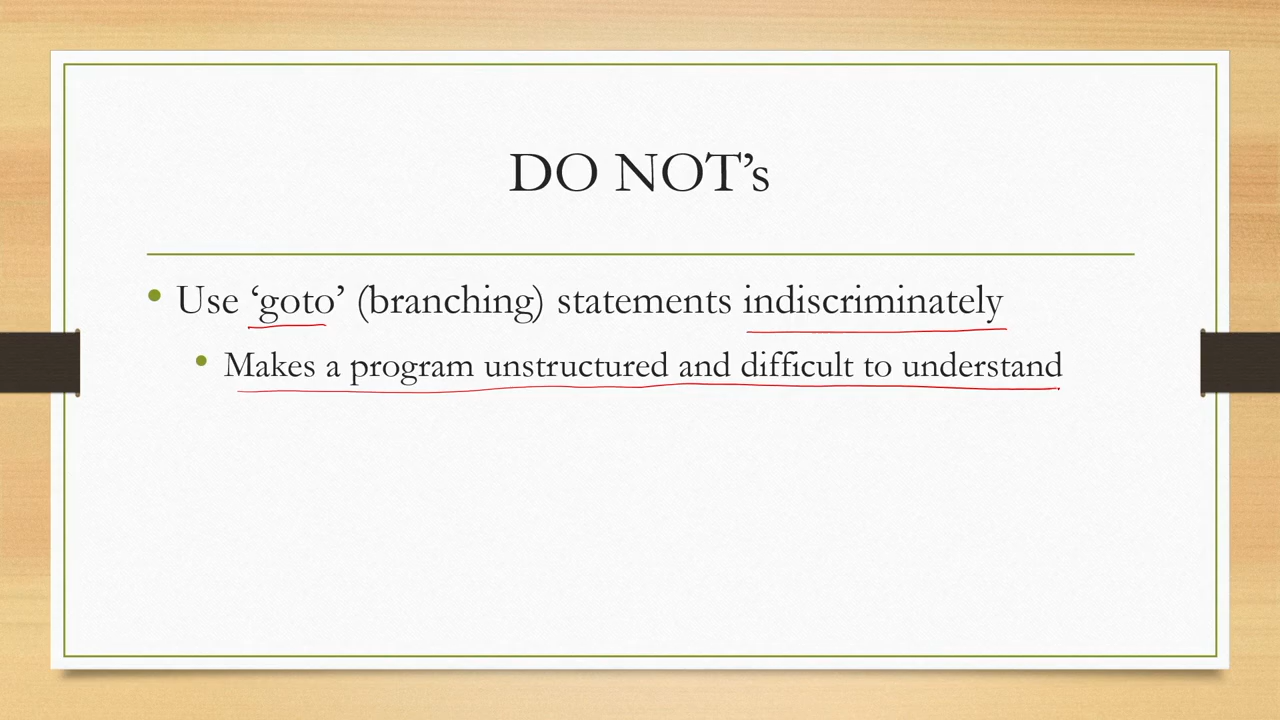 DO NOT’s
• Use ‘goto’ (branching) statements indiscriminately
• Makes a program unstructured and difficult to understand